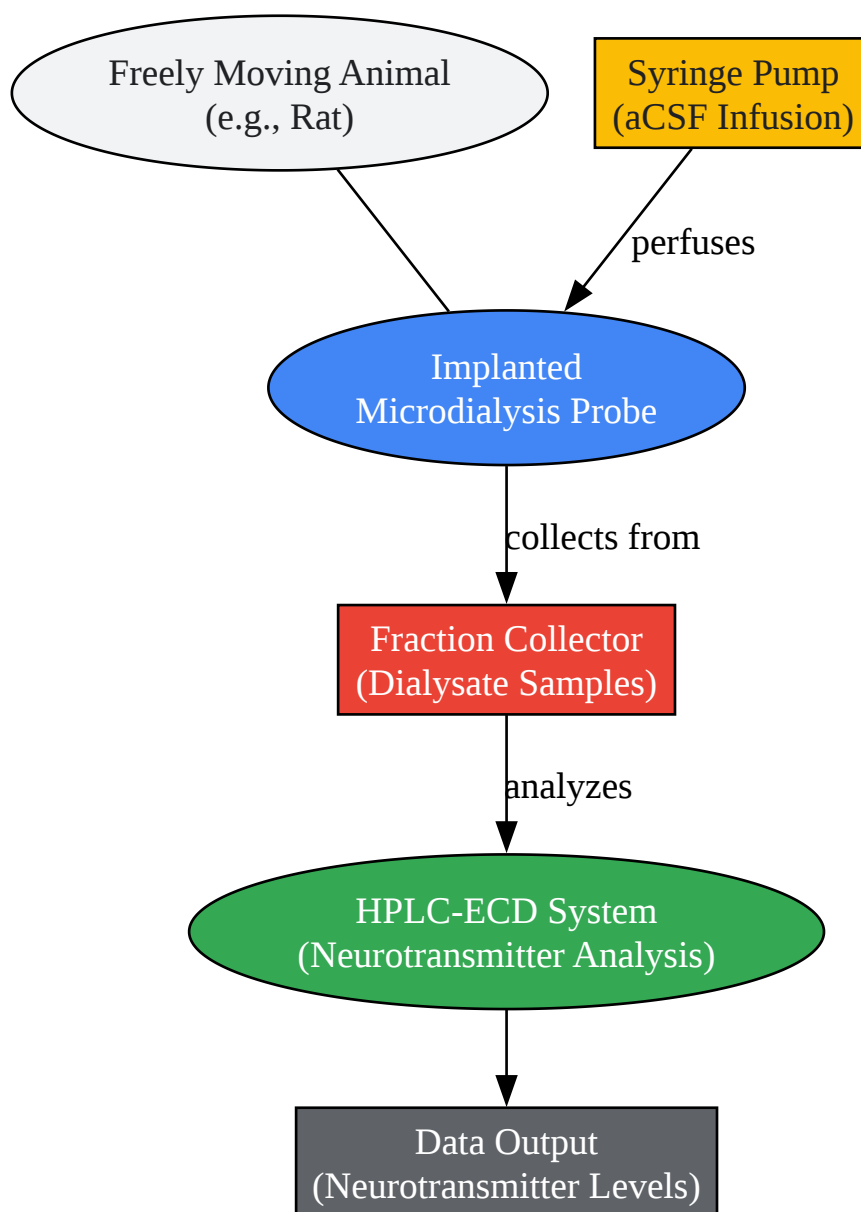 Freely Moving Animal
(e.g., Rat)
Syringe Pump
(aCSF Infusion)
perfuses
Implanted
Microdialysis Probe
collects from
Fraction Collector
(Dialysate Samples)
analyzes
HPLC-ECD System
(Neurotransmitter Analysis)
Data Output
(Neurotransmitter Levels)